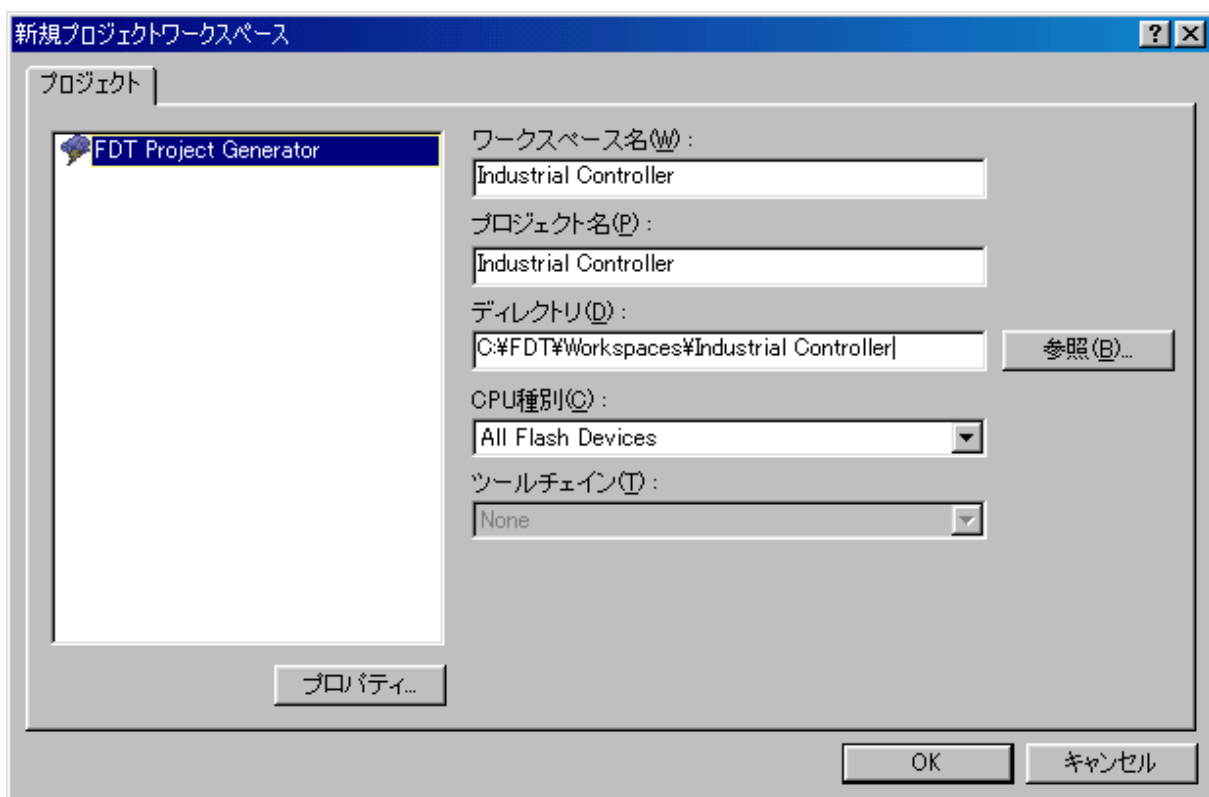 新規プロジェクトワークスペース
プロジェクト
FDT Project Generator
ワークスペース名(W) :
Industrial Controller
プロジェクト名(P) :
Industrial Controller
ディレクトリ(D) :
C:¥FDT¥Workspaces¥Industrial Controller
参照(B)...
CPU種別(C) :
All Flash Devices
ツールチェイン(T) :
None
プロパティ...
OK
キャンセル